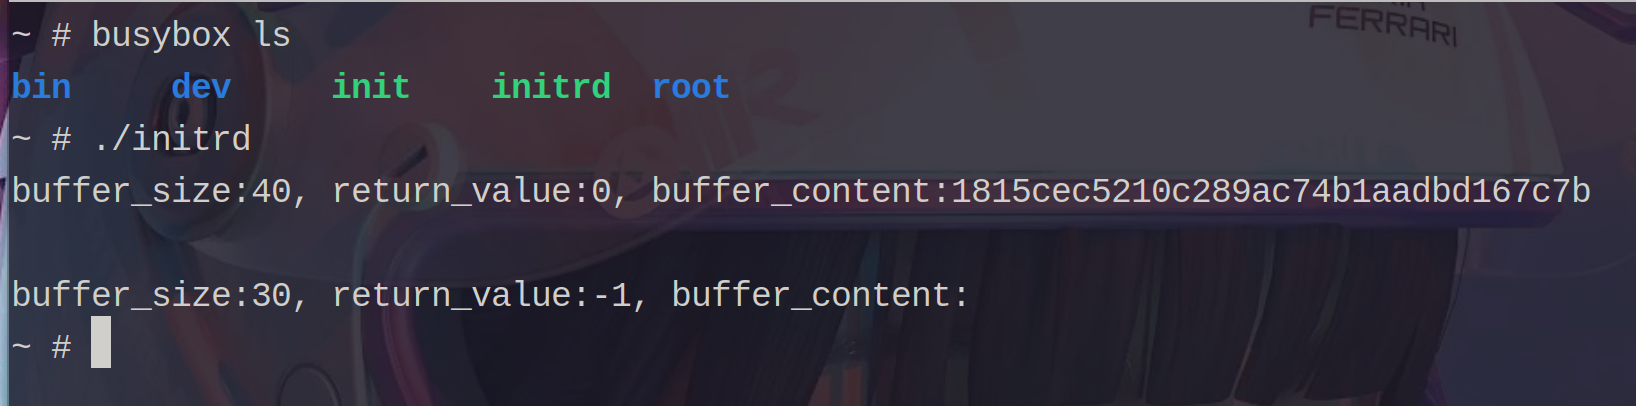 FERRARI
~ # busybox ls
bin     dev     init    initrd  root
~ # ./initrd
buffer_size:40, return_value:0, buffer_content:1815cec5210c289ac74b1aadbd167c7b
buffer_size:30, return_value:-1, buffer_content:
~ #